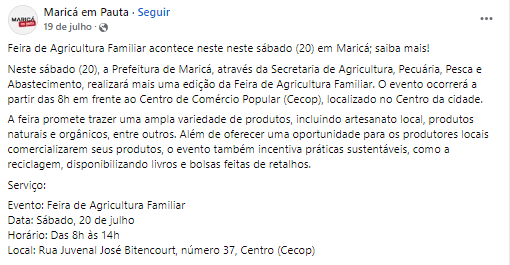 MARICÁ
em pauta
Maricá em Pauta · Seguir
19 de julho ·
Feira de Agricultura Familiar acontece neste neste sábado (20) em Maricá; saiba mais!
Neste sábado (20), a Prefeitura de Maricá, através da Secretaria de Agricultura, Pecuária, Pesca e
Abastecimento, realizará mais uma edição da Feira de Agricultura Familiar. O evento ocorrerá a
partir das 8h em frente ao Centro de Comércio Popular (Cecop), localizado no Centro da cidade.
A feira promete trazer uma ampla variedade de produtos, incluindo artesanato local, produtos
naturais e orgânicos, entre outros. Além de oferecer uma oportunidade para os produtores locais
comercializarem seus produtos, o evento também incentiva práticas sustentáveis, como a
reciclagem, disponibilizando livros e bolsas feitas de retalhos.
Serviço:
Evento: Feira de Agricultura Familiar
Data: Sábado, 20 de julho
Horário: Das 8h às 14h
Local: Rua Juvenal José Bitencourt, número 37, Centro (Cecop)